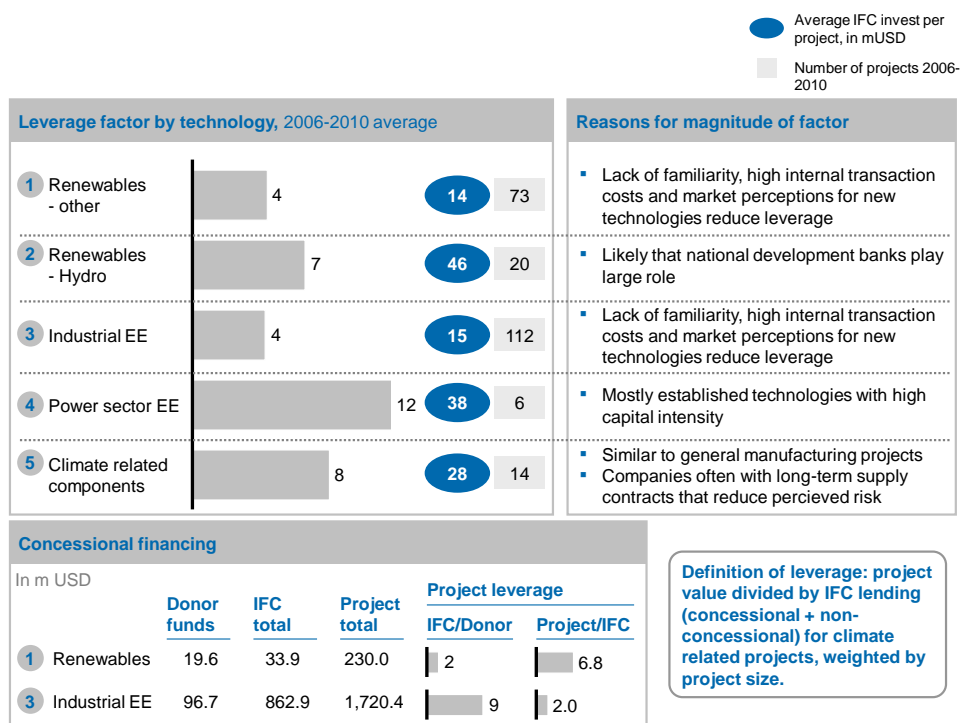 Average IFC invest per
project, in mUSD
Number of projects 2006-
2010
Leverage factor by technology, 2006-2010 average
Reasons for magnitude of factor
1 Renewables
- other
4
14
73
▪ Lack of familiarity, high internal transaction
costs and market perceptions for new
technologies reduce leverage
2 Renewables
- Hydro
7
46
20
▪ Likely that national development banks play
large role
3 Industrial EE
4
15
112
▪ Lack of familiarity, high internal transaction
costs and market perceptions for new
technologies reduce leverage
4 Power sector EE
12
38
6
▪ Mostly established technologies with high
capital intensity
5 Climate related
components
8
28
14
▪ Similar to general manufacturing projects
▪ Companies often with long-term supply
contracts that reduce percieved risk
Concessional financing
In m USD
Donor
funds
IFC
total
Project
total
Project leverage
IFC/Donor
Project/IFC
1 Renewables 19.6 33.9 230.0 2 6.8
3 Industrial EE 96.7 862.9 1,720.4 9 2.0
Definition of leverage: project
value divided by IFC lending
(concessional + non-
concessional) for climate
related projects, weighted by
project size.